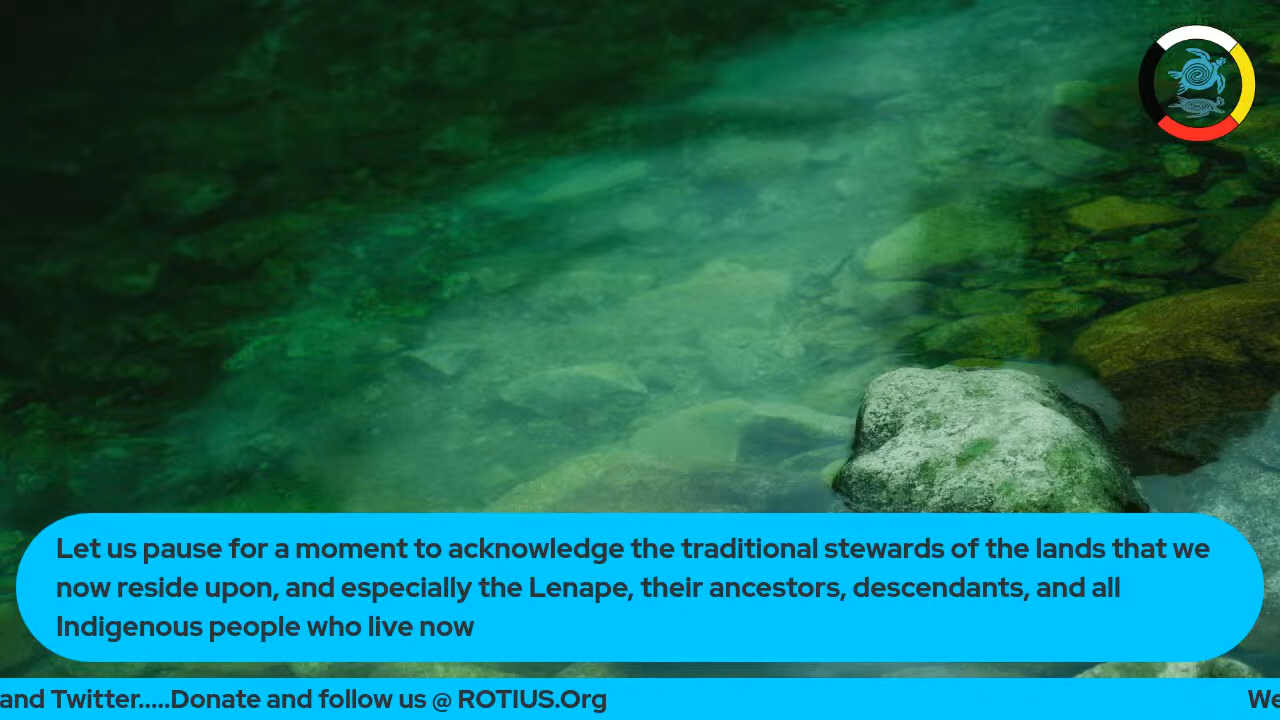 Let us pause for a moment to acknowledge the traditional stewards of the lands that we
now reside upon, and especially the Lenape, their ancestors, descendants, and all
Indigenous people who live now
and Twitter.....Donate and follow us @ ROTIUS.Org